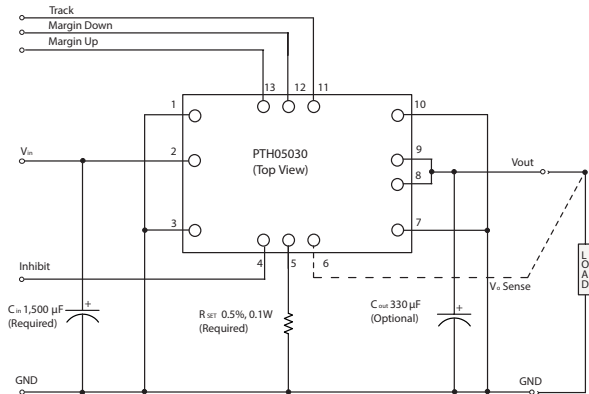 Track
Margin Down
Margin Up
13 12 11
1
10
PTH05030
(Top View)
Vin
2
9
Vout
8
3
7
Inhibit
4 5 6
Vo Sense
LOAD
Cin 1,500 µF
(Required)
+
RSET 0.5%, 0.1W
(Required)
Cout 330 µF
(Optional)
+
GND
GND